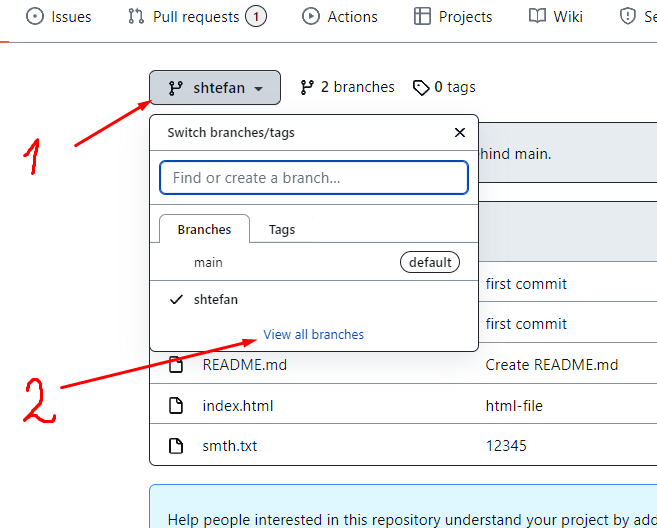 Issues Pull requests 1 Actions Projects Wiki
shtefan 2 branches 0 tags
1
Switch branches/tags
hind main.
Find or create a branch...
Branches Tags
main default
first commit
shtefan
first commit
View all branches
2
README.md Create README.md
index.html html-file
smth.txt 12345
Help people interested in this repository understand your project by add